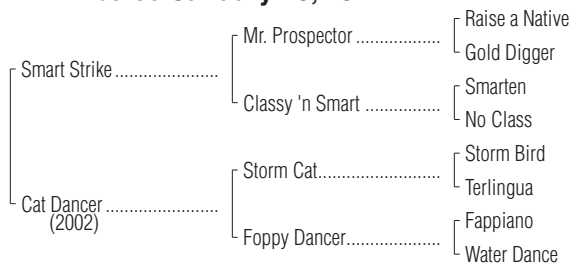 Raise a Native
Mr. Prospector ..................
Gold Digger
Smart Strike ......................
Smarten
Classy 'n Smart ................
No Class
Storm Bird
Storm Cat.........................
Terlingua
Cat Dancer ........................
(2002)
Fappiano
Foppy Dancer...................
Water Dance